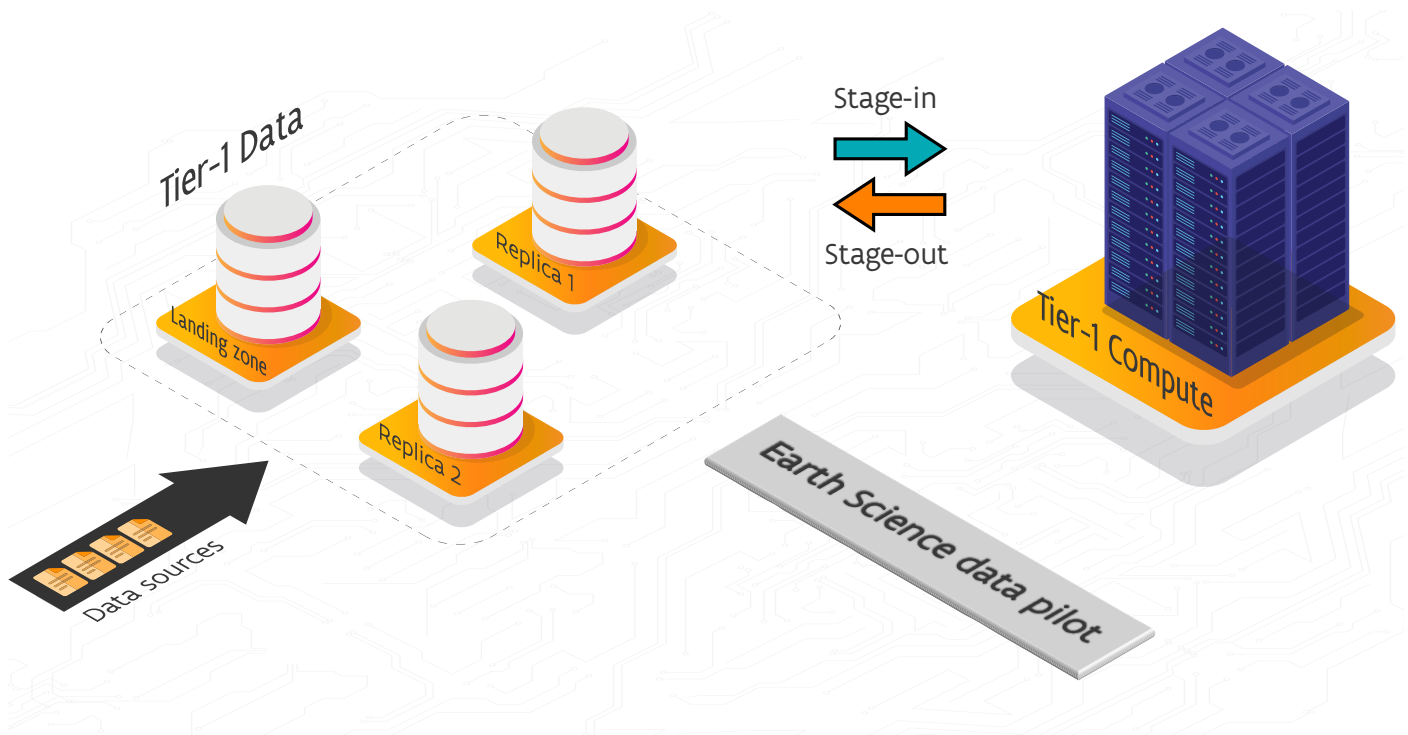 Tier-1 Data
Landing zone
Replica 1
Replica 2
Data sources
Stage-in
Stage-out
Tier-1 Compute
Earth Science data pilot